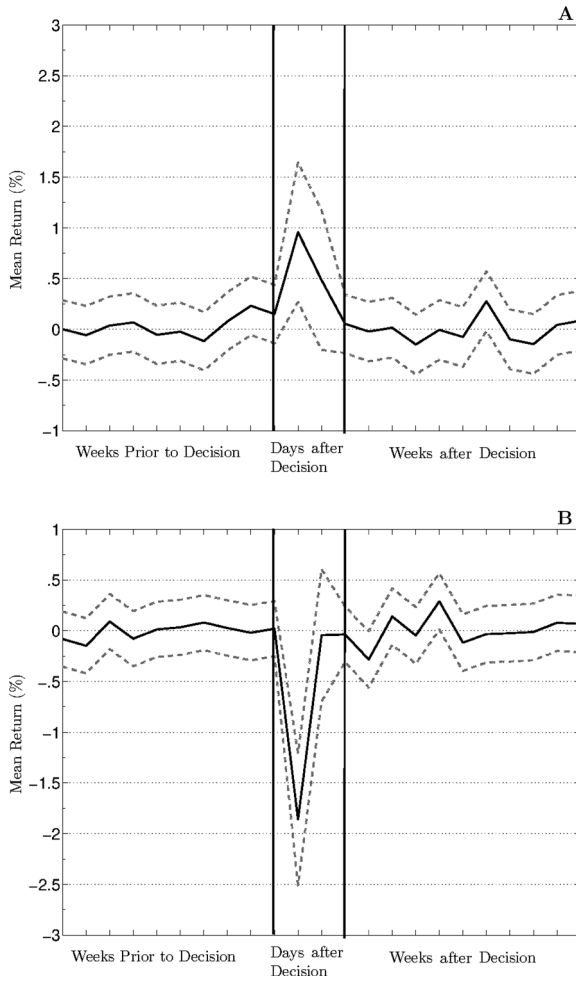 A
3
2.5
2
1.5
1
.5
0
−.5
−1
Mean Return (%)
Weeks Prior to Decision
Days after
Decision
Weeks after Decision
B
1
.5
0
−.5
−1
−1.5
−2
−2.5
−3
Mean Return (%)
Weeks Prior to Decision
Days after
Decision
Weeks after Decision